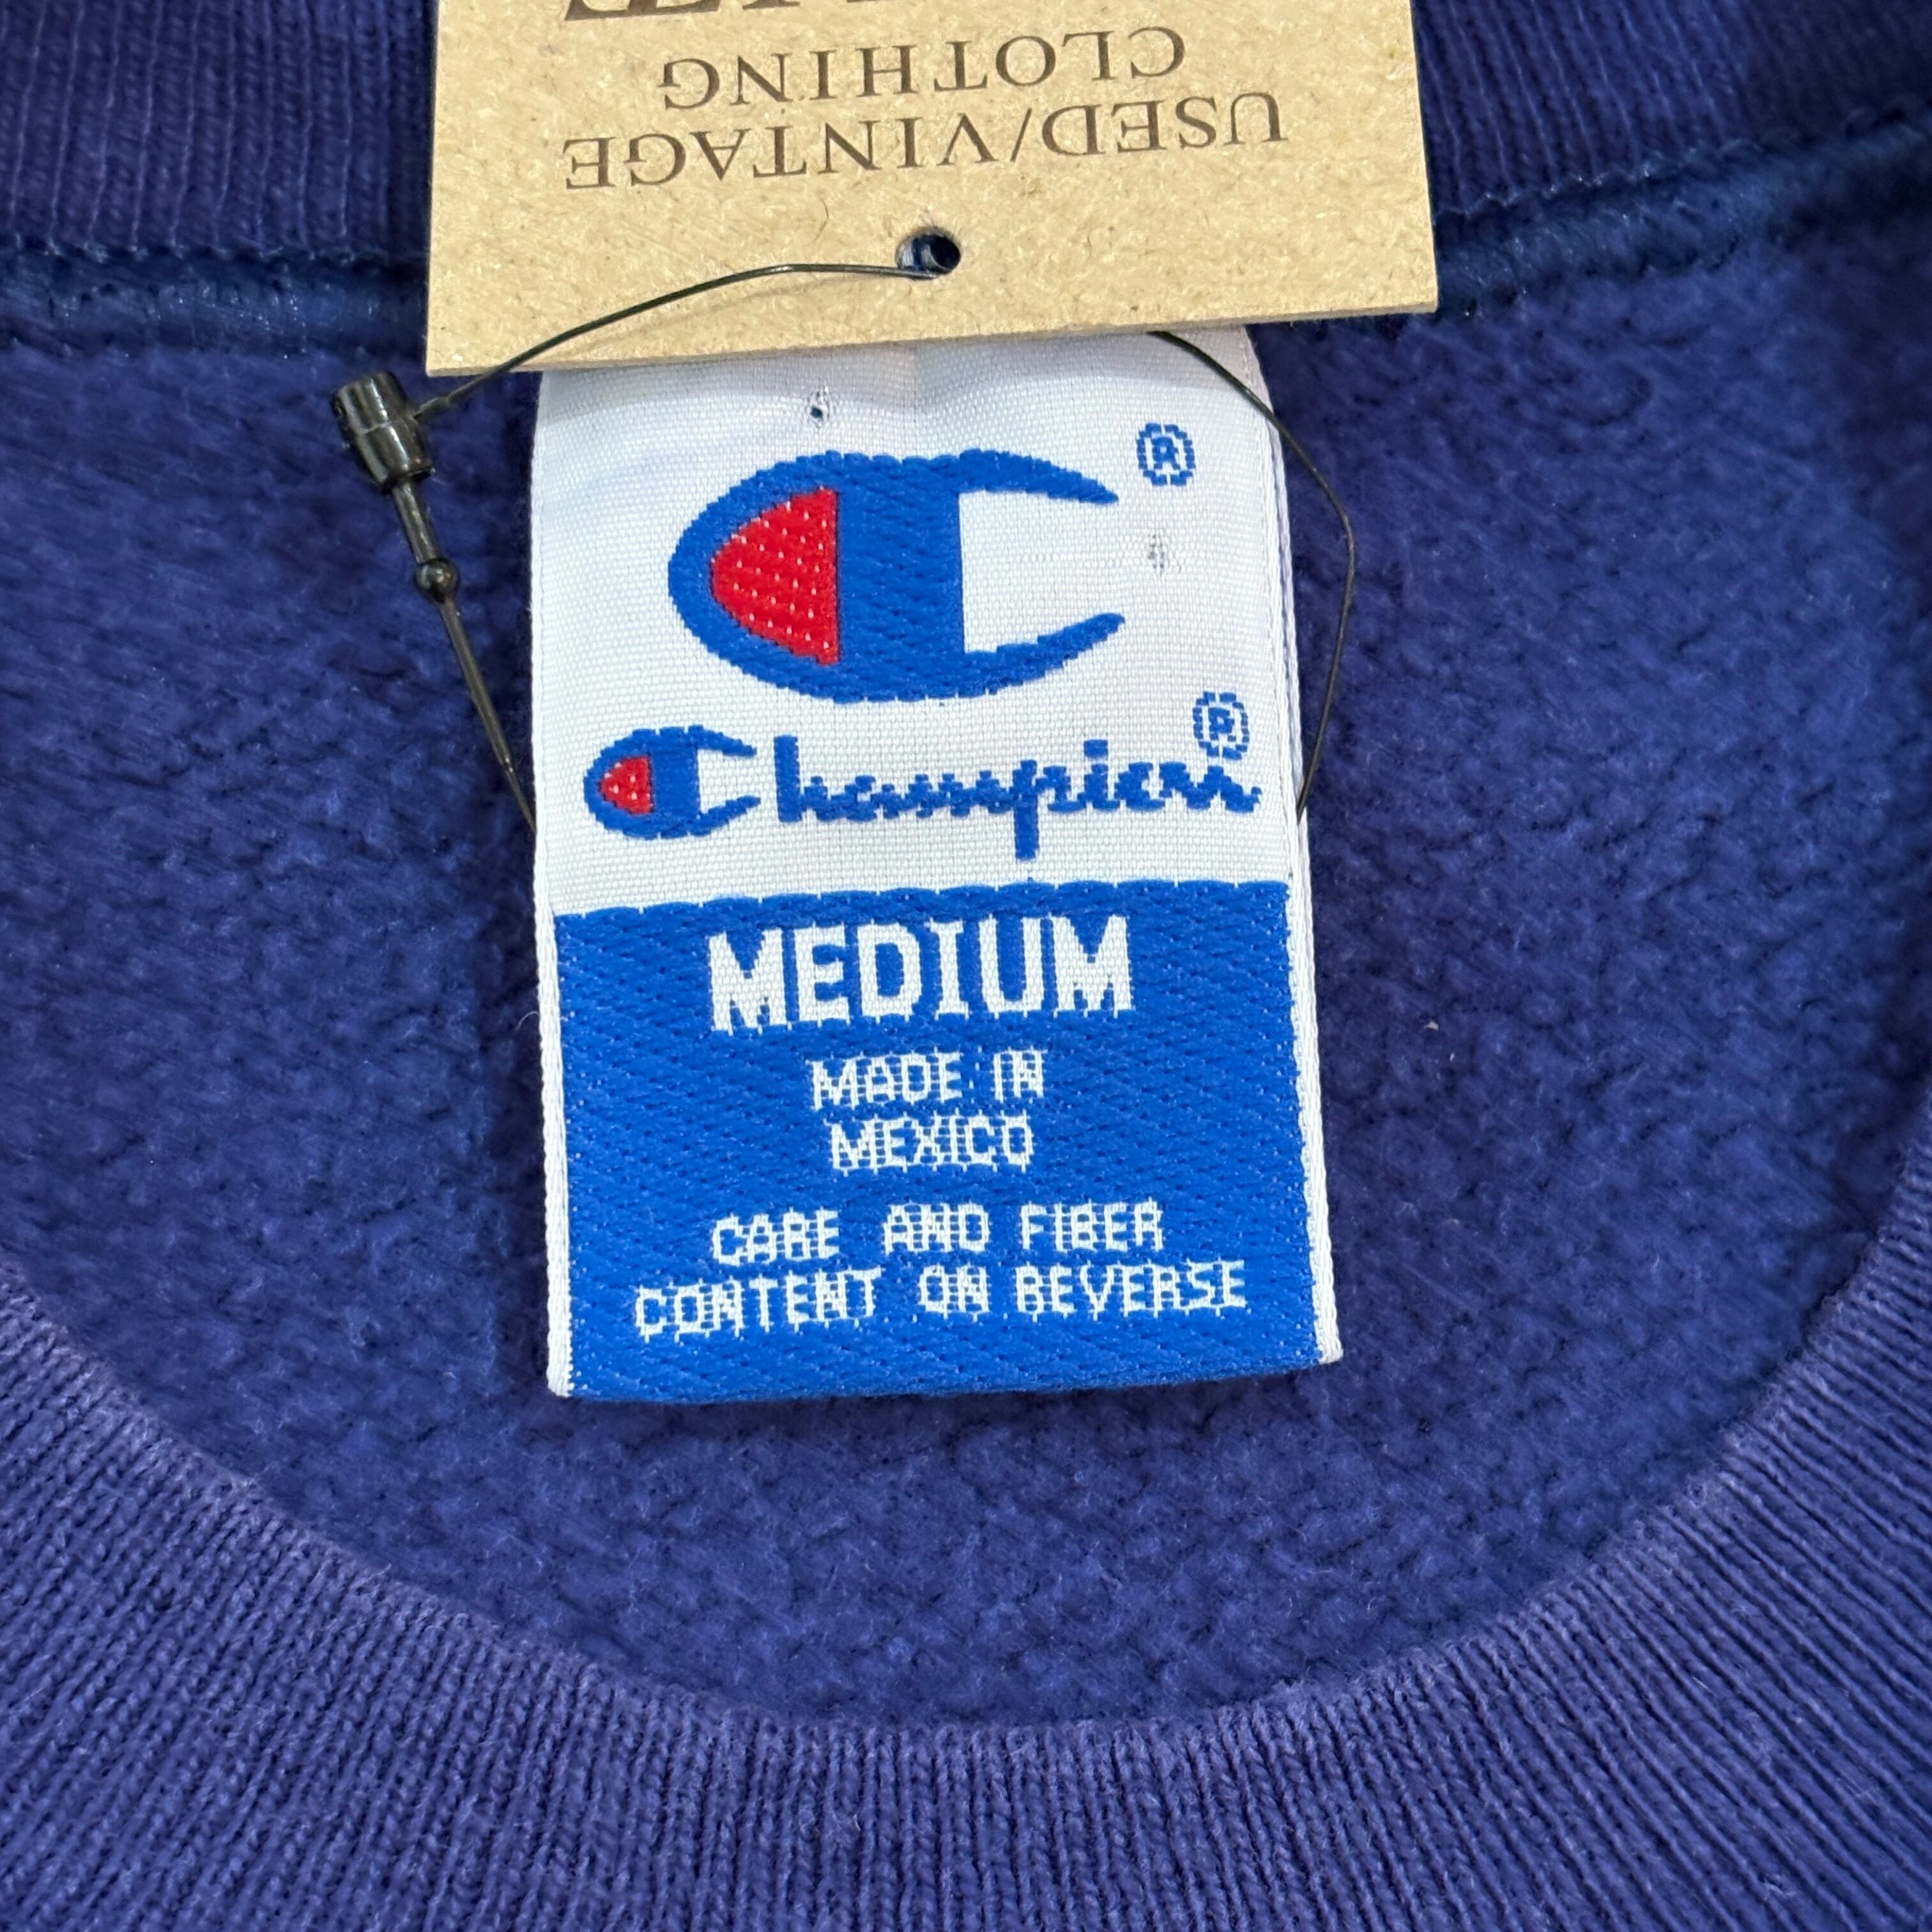 USED/VINTAGE
CLOTHING
®
Champion®
MEDIUM
MADE IN
MEXICO
CARE AND FIBER
CONTENT ON REVERSE